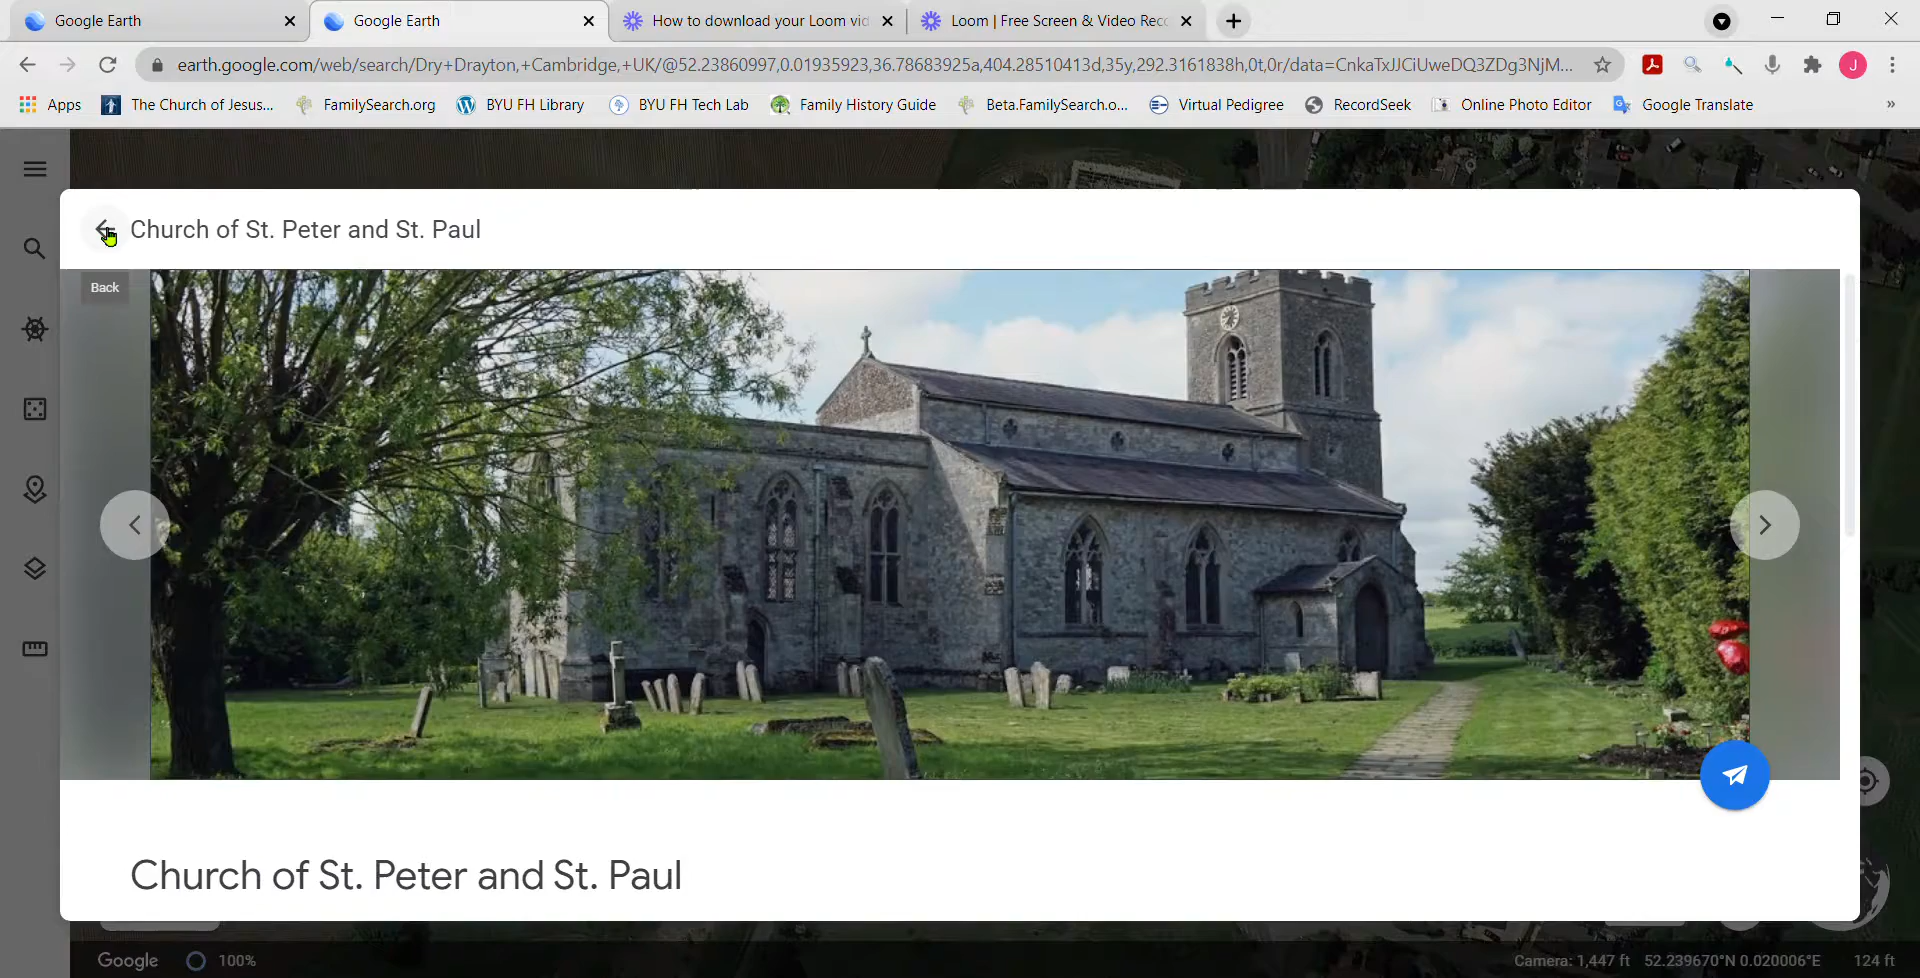 Google Earth
Google Earth
How to download your Loom vid
Loom | Free Screen & Video Reco
earth.google.com/web/search/Dry+Drayton,+Cambridge,+UK/@52.23860997,0.01935923,36.78683925a,404.28510413d,35y,292.3161838h,0t,0r/data=CnkaTxJJCiUweDQ3ZDg3NjM...
J
Apps
The Church of Jesus...
FamilySearch.org
BYU FH Library
BYU FH Tech Lab
Family History Guide
Beta.FamilySearch.o...
Virtual Pedigree
RecordSeek
Online Photo Editor
Google Translate
»
Church of St. Peter and St. Paul
Back
Church of St. Peter and St. Paul
Google
100%
Camera: 1,447 ft
52.239670°N 0.020006°E
124 ft